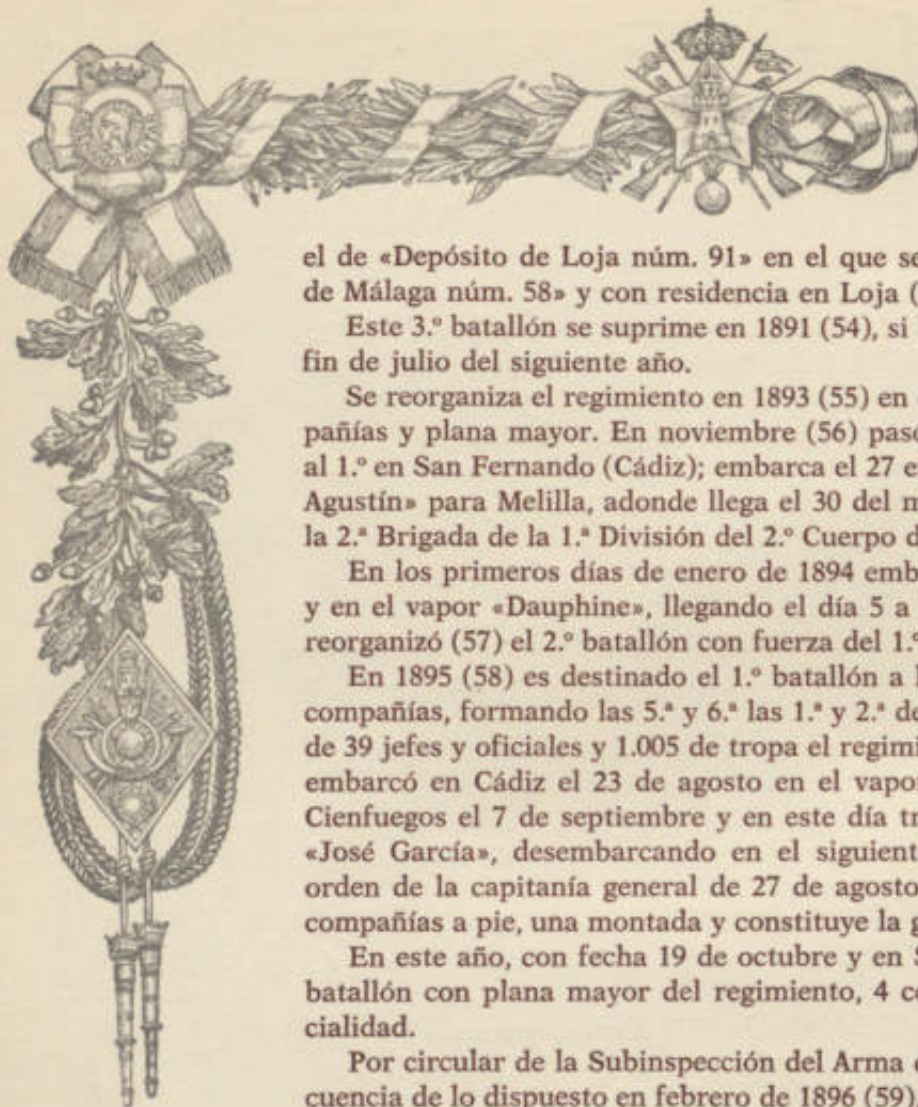 el de «Depósito de Loja núm. 91» en el que se
de Málaga núm. 58» y con residencia en Loja (
Este 3.º batallón se suprime en 1891 (54), si
fin de julio del siguiente año.
Se reorganiza el regimiento en 1893 (55) en
pañías y plana mayor. En noviembre (56) pasó
al 1.º en San Fernando (Cádiz); embarca el 27 e
Agustín» para Melilla, adonde llega el 30 del m
la 2.ª Brigada de la 1.ª División del 2.º Cuerpo d
En los primeros días de enero de 1894 emb
y en el vapor «Dauphine», llegando el día 5 a
reorganizó (57) el 2.º batallón con fuerza del 1.º
En 1895 (58) es destinado el 1.º batallón a
compañías, formando las 5.ª y 6.ª las 1.ª y 2.ª de
de 39 jefes y oficiales y 1.005 de tropa el regimi
embarcó en Cádiz el 23 de agosto en el vapor
Cienfuegos el 7 de septiembre y en este día tr
«José García», desembarcando en el siguient
orden de la capitanía general de 27 de agosto
compañías a pie, una montada y constituye la g
En este año, con fecha 19 de octubre y en S
batallón con plana mayor del regimiento, 4 co
cialidad.
Por circular de la Subinspección del Arma d
cuencia de lo dispuesto en febrero de 1896 (59)